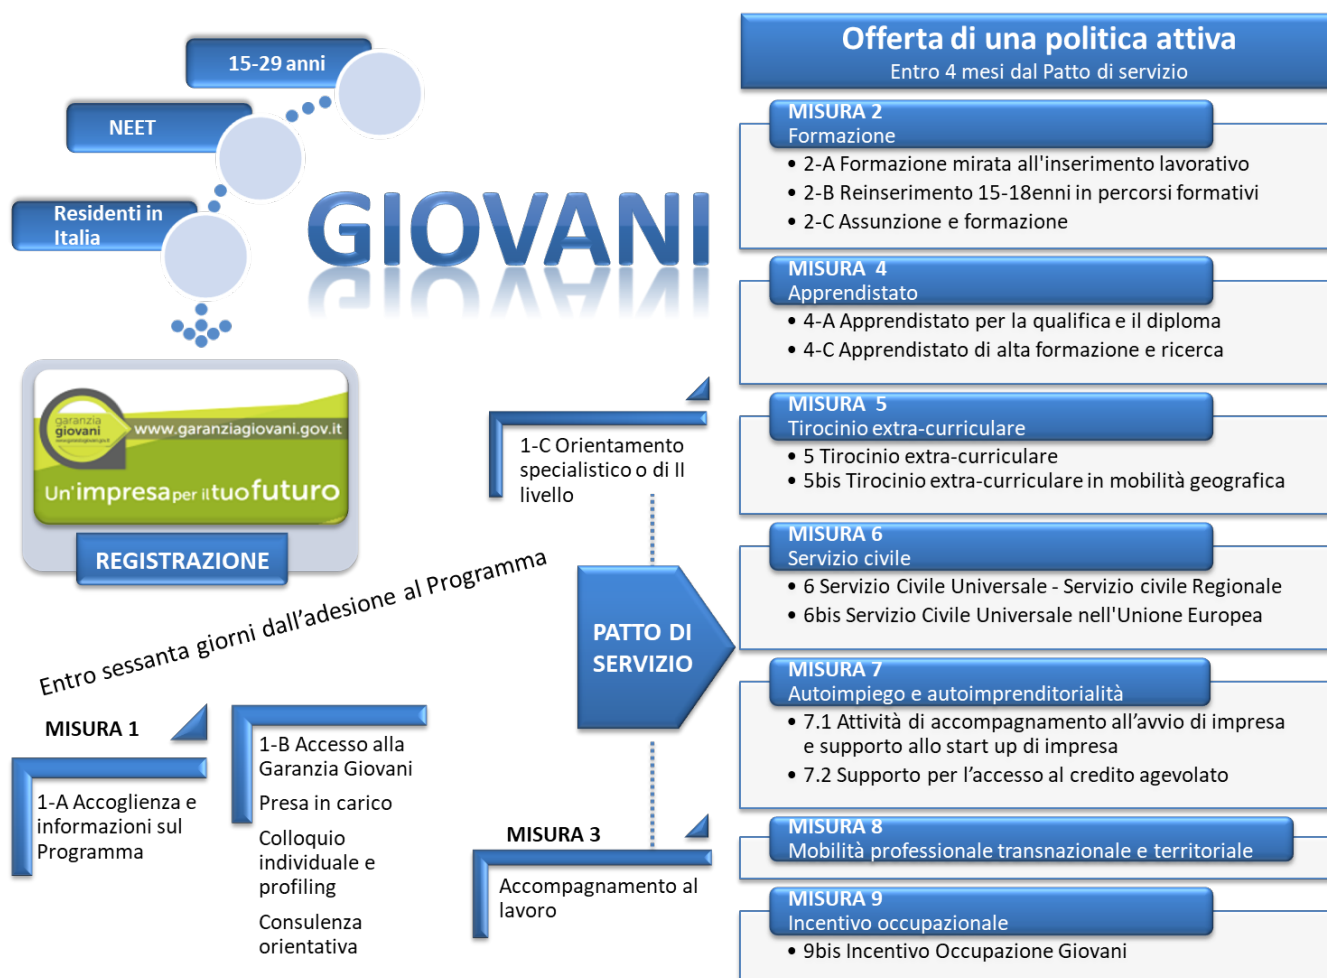 15-29 anni
NEET
Residenti in
Italia
GIOVANI
garanzia
giovani
www.garanziagiovani.gov.it
Un'impresa per il tuo futuro
REGISTRAZIONE
Entro sessanta giorni dall'adesione al Programma
MISURA 1
1-A Accoglienza e
informazioni sul
Programma
1-B Accesso alla
Garanzia Giovani
Presa in carico
Colloquio
individuale e
profiling
Consulenza
orientativa
1-C Orientamento
specialistico o di II
livello
PATTO DI
SERVIZIO
MISURA 3
Accompagnamento al
lavoro
Offerta di una politica attiva
Entro 4 mesi dal Patto di servizio
MISURA 2
Formazione
• 2-A Formazione mirata all'inserimento lavorativo
• 2-B Reinserimento 15-18enni in percorsi formativi
• 2-C Assunzione e formazione
MISURA 4
Apprendistato
• 4-A Apprendistato per la qualifica e il diploma
• 4-C Apprendistato di alta formazione e ricerca
MISURA 5
Tirocinio extra-curriculare
• 5 Tirocinio extra-curriculare
• 5bis Tirocinio extra-curriculare in mobilità geografica
MISURA 6
Servizio civile
• 6 Servizio Civile Universale - Servizio civile Regionale
• 6bis Servizio Civile Universale nell'Unione Europea
MISURA 7
Autoimpiego e autoimprenditorialità
• 7.1 Attività di accompagnamento all’avvio di impresa
e supporto allo start up di impresa
• 7.2 Supporto per l’accesso al credito agevolato
MISURA 8
Mobilità professionale transnazionale e territoriale
MISURA 9
Incentivo occupazionale
• 9bis Incentivo Occupazione Giovani